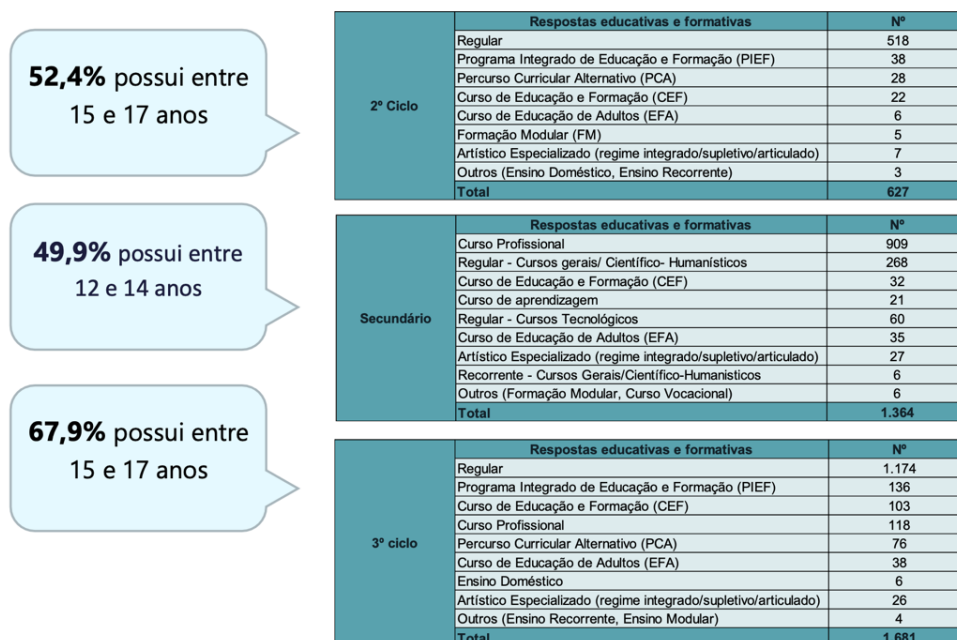 52,4% possui entre
15 e 17 anos
49,9% possui entre
12 e 14 anos
67,9% possui entre
15 e 17 anos
2º Ciclo
Respostas educativas e formativas Nº
Regular 518
Programa Integrado de Educação e Formação (PIEF) 38
Percurso Curricular Alternativo (PCA) 28
Curso de Educação e Formação (CEF) 22
Curso de Educação de Adultos (EFA) 6
Formação Modular (FM) 5
Artístico Especializado (regime integrado/supletivo/articulado) 7
Outros (Ensino Doméstico, Ensino Recorrente) 3
Total 627
Secundário
Respostas educativas e formativas Nº
Curso Profissional 909
Regular - Cursos gerais/ Científico- Humanísticos 268
Curso de Educação e Formação (CEF) 32
Curso de aprendizagem 21
Regular - Cursos Tecnológicos 60
Curso de Educação de Adultos (EFA) 35
Artístico Especializado (regime integrado/supletivo/articulado) 27
Recorrente - Cursos Gerais/Científico-Humanisticos 6
Outros (Formação Modular, Curso Vocacional) 6
Total 1.364
3º ciclo
Respostas educativas e formativas Nº
Regular 1.174
Programa Integrado de Educação e Formação (PIEF) 136
Curso de Educação e Formação (CEF) 103
Curso Profissional 118
Percurso Curricular Alternativo (PCA) 76
Curso de Educação de Adultos (EFA) 38
Ensino Doméstico 6
Artístico Especializado (regime integrado/supletivo/articulado) 26
Outros (Ensino Recorrente, Ensino Modular) 4
Total 1.681